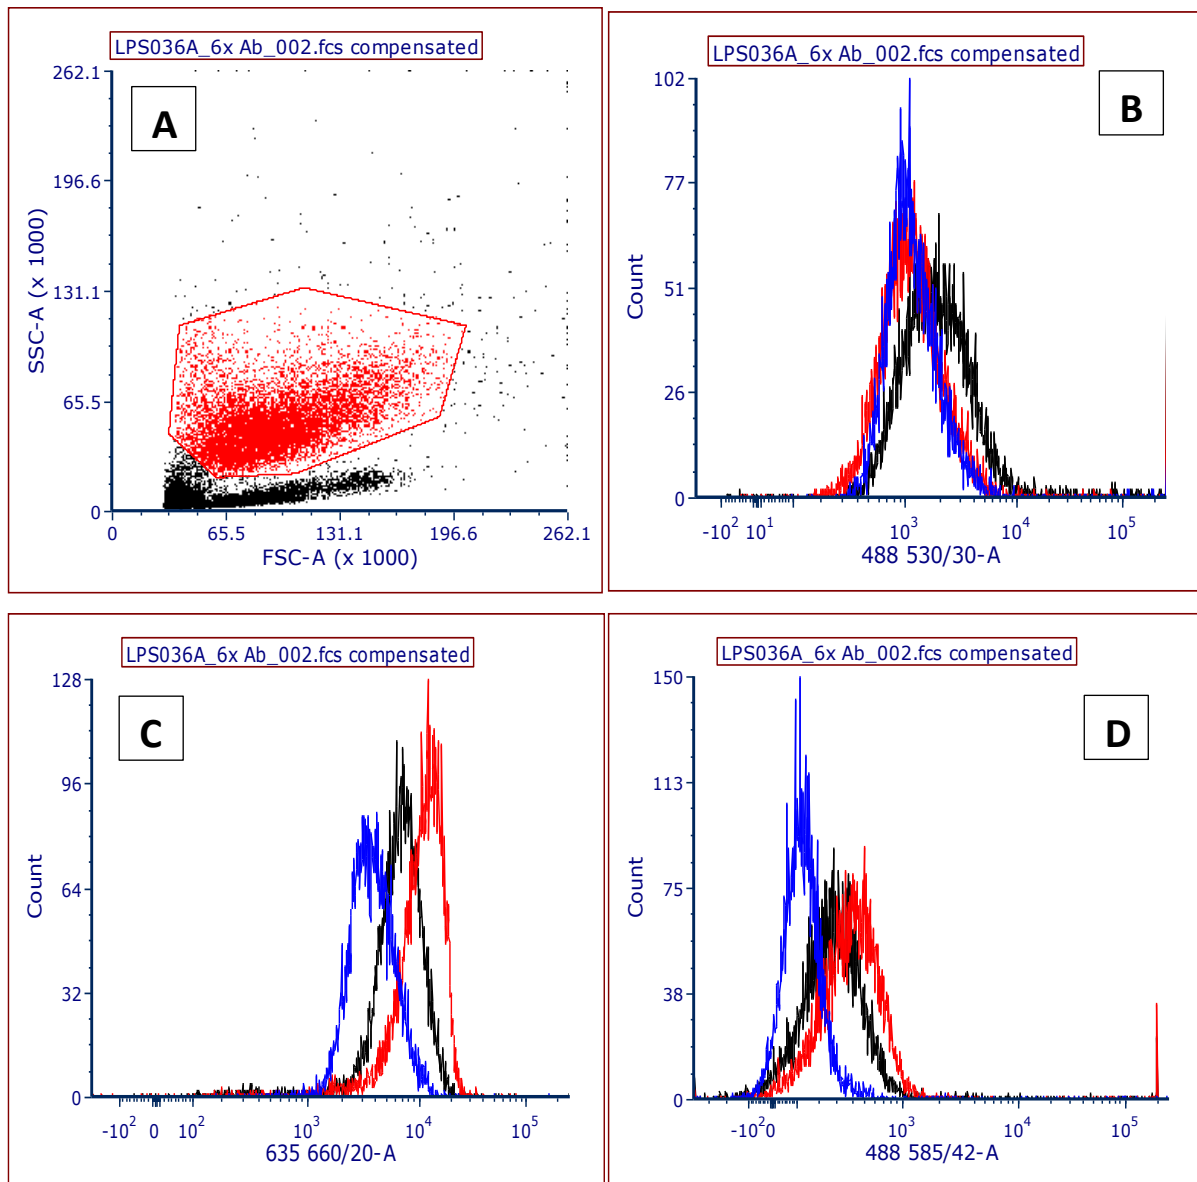 LPS036A_6x Ab_002.fcs compensated
A
262.1
196.6
131.1
65.5
0
SSC-A (x 1000)
0 65.5 131.1 196.6 262.1
FSC-A (x 1000)
LPS036A_6x Ab_002.fcs compensated
B
102
77
51
26
0
Count
-10² 10¹ 10³ 10⁴ 10⁵
488 530/30-A
LPS036A_6x Ab_002.fcs compensated
C
128
96
64
32
0
Count
-10² 0 10² 10³ 10⁴ 10⁵
635 660/20-A
LPS036A_6x Ab_002.fcs compensated
D
150
113
75
38
0
Count
-10² 0 10³ 10⁴ 10⁵
488 585/42-A